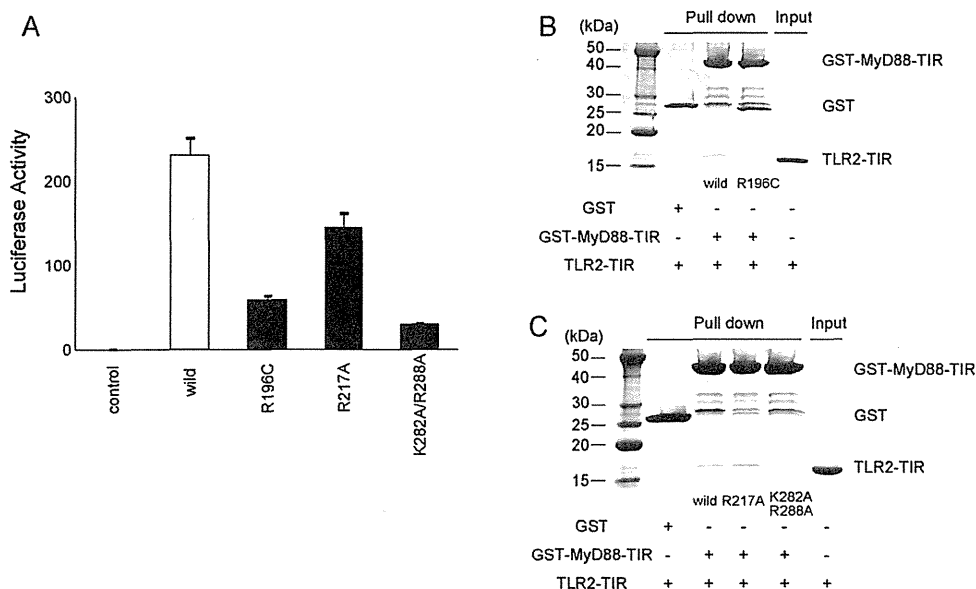 A
Luciferase Activity
300
200
100
0
control
wild
R196C
R217A
K282A/R288A
B
(kDa)
Pull down
Input
50
40
30
25
20
15
GST-MyD88-TIR
GST
TLR2-TIR
wild R196C
GST + - - -
GST-MyD88-TIR - + + -
TLR2-TIR + + + +
C
(kDa)
Pull down
Input
50
40
30
25
20
15
GST-MyD88-TIR
GST
TLR2-TIR
wild R217A K282A
R288A
GST + - - - -
GST-MyD88-TIR - + + + -
TLR2-TIR + + + + +